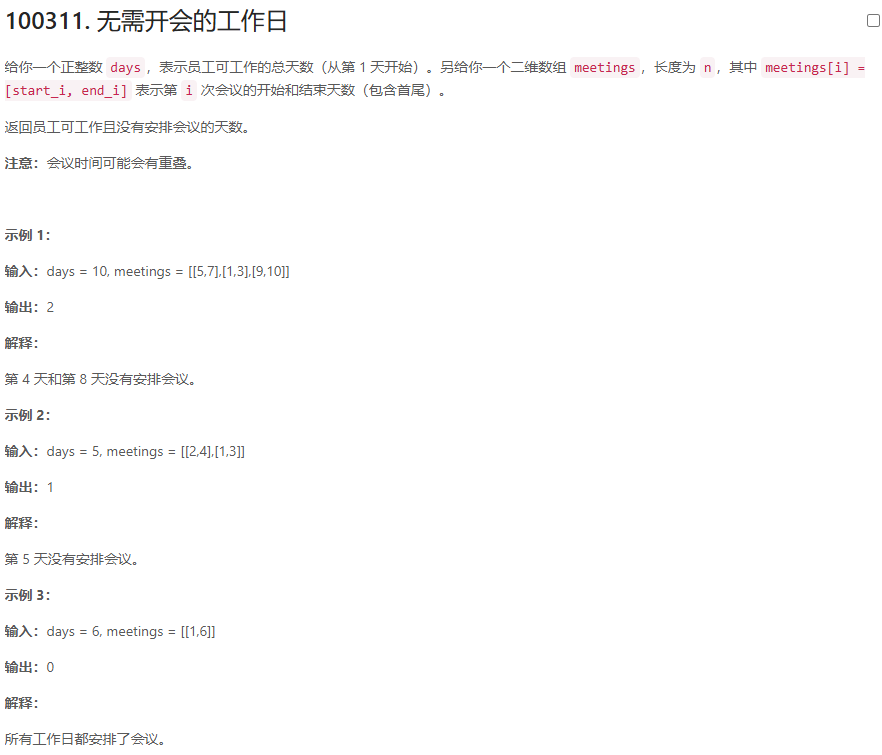 100311. 无需开会的工作日
给你一个正整数 days ，表示员工可工作的总天数（从第 1 天开始）。另给你一个二维数组 meetings ，长度为 n ，其中 meetings[i] =
[start_i, end_i] 表示第 i 次会议的开始和结束天数（包含首尾）。
返回员工可工作且没有安排会议的天数。
注意：会议时间可能会有重叠。
示例 1：
输入：days = 10, meetings = [[5,7],[1,3],[9,10]]
输出：2
解释：
第 4 天和第 8 天没有安排会议。
示例 2：
输入：days = 5, meetings = [[2,4],[1,3]]
输出：1
解释：
第 5 天没有安排会议。
示例 3：
输入：days = 6, meetings = [[1,6]]
输出：0
解释：
所有工作日都安排了会议。